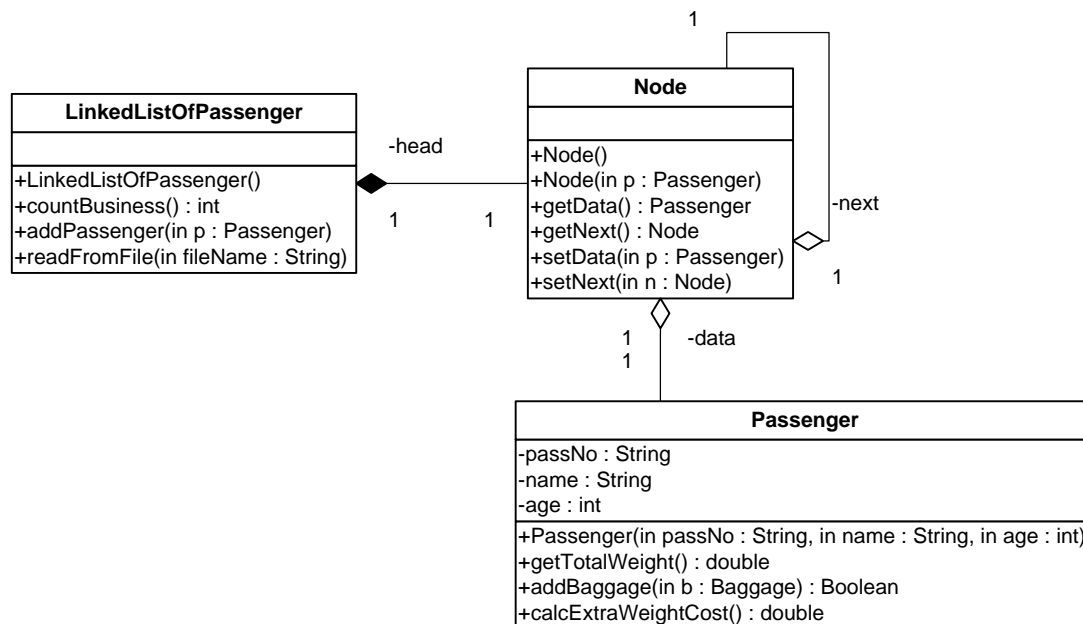 LinkedListOfPassenger
+LinkedListOfPassenger()
+countBusiness() : int
+addPassenger(in p : Passenger)
+readFromFile(in fileName : String)
-head
1
1
1
Node
+Node()
+Node(in p : Passenger)
+getData() : Passenger
+getNext() : Node
+setData(in p : Passenger)
+setNext(in n : Node)
-next
1
1
-data
1
Passenger
-passNo : String
-name : String
-age : int
+Passenger(in passNo : String, in name : String, in age : int)
+getTotalWeight() : double
+addBaggage(in b : Baggage) : Boolean
+calcExtraWeightCost() : double